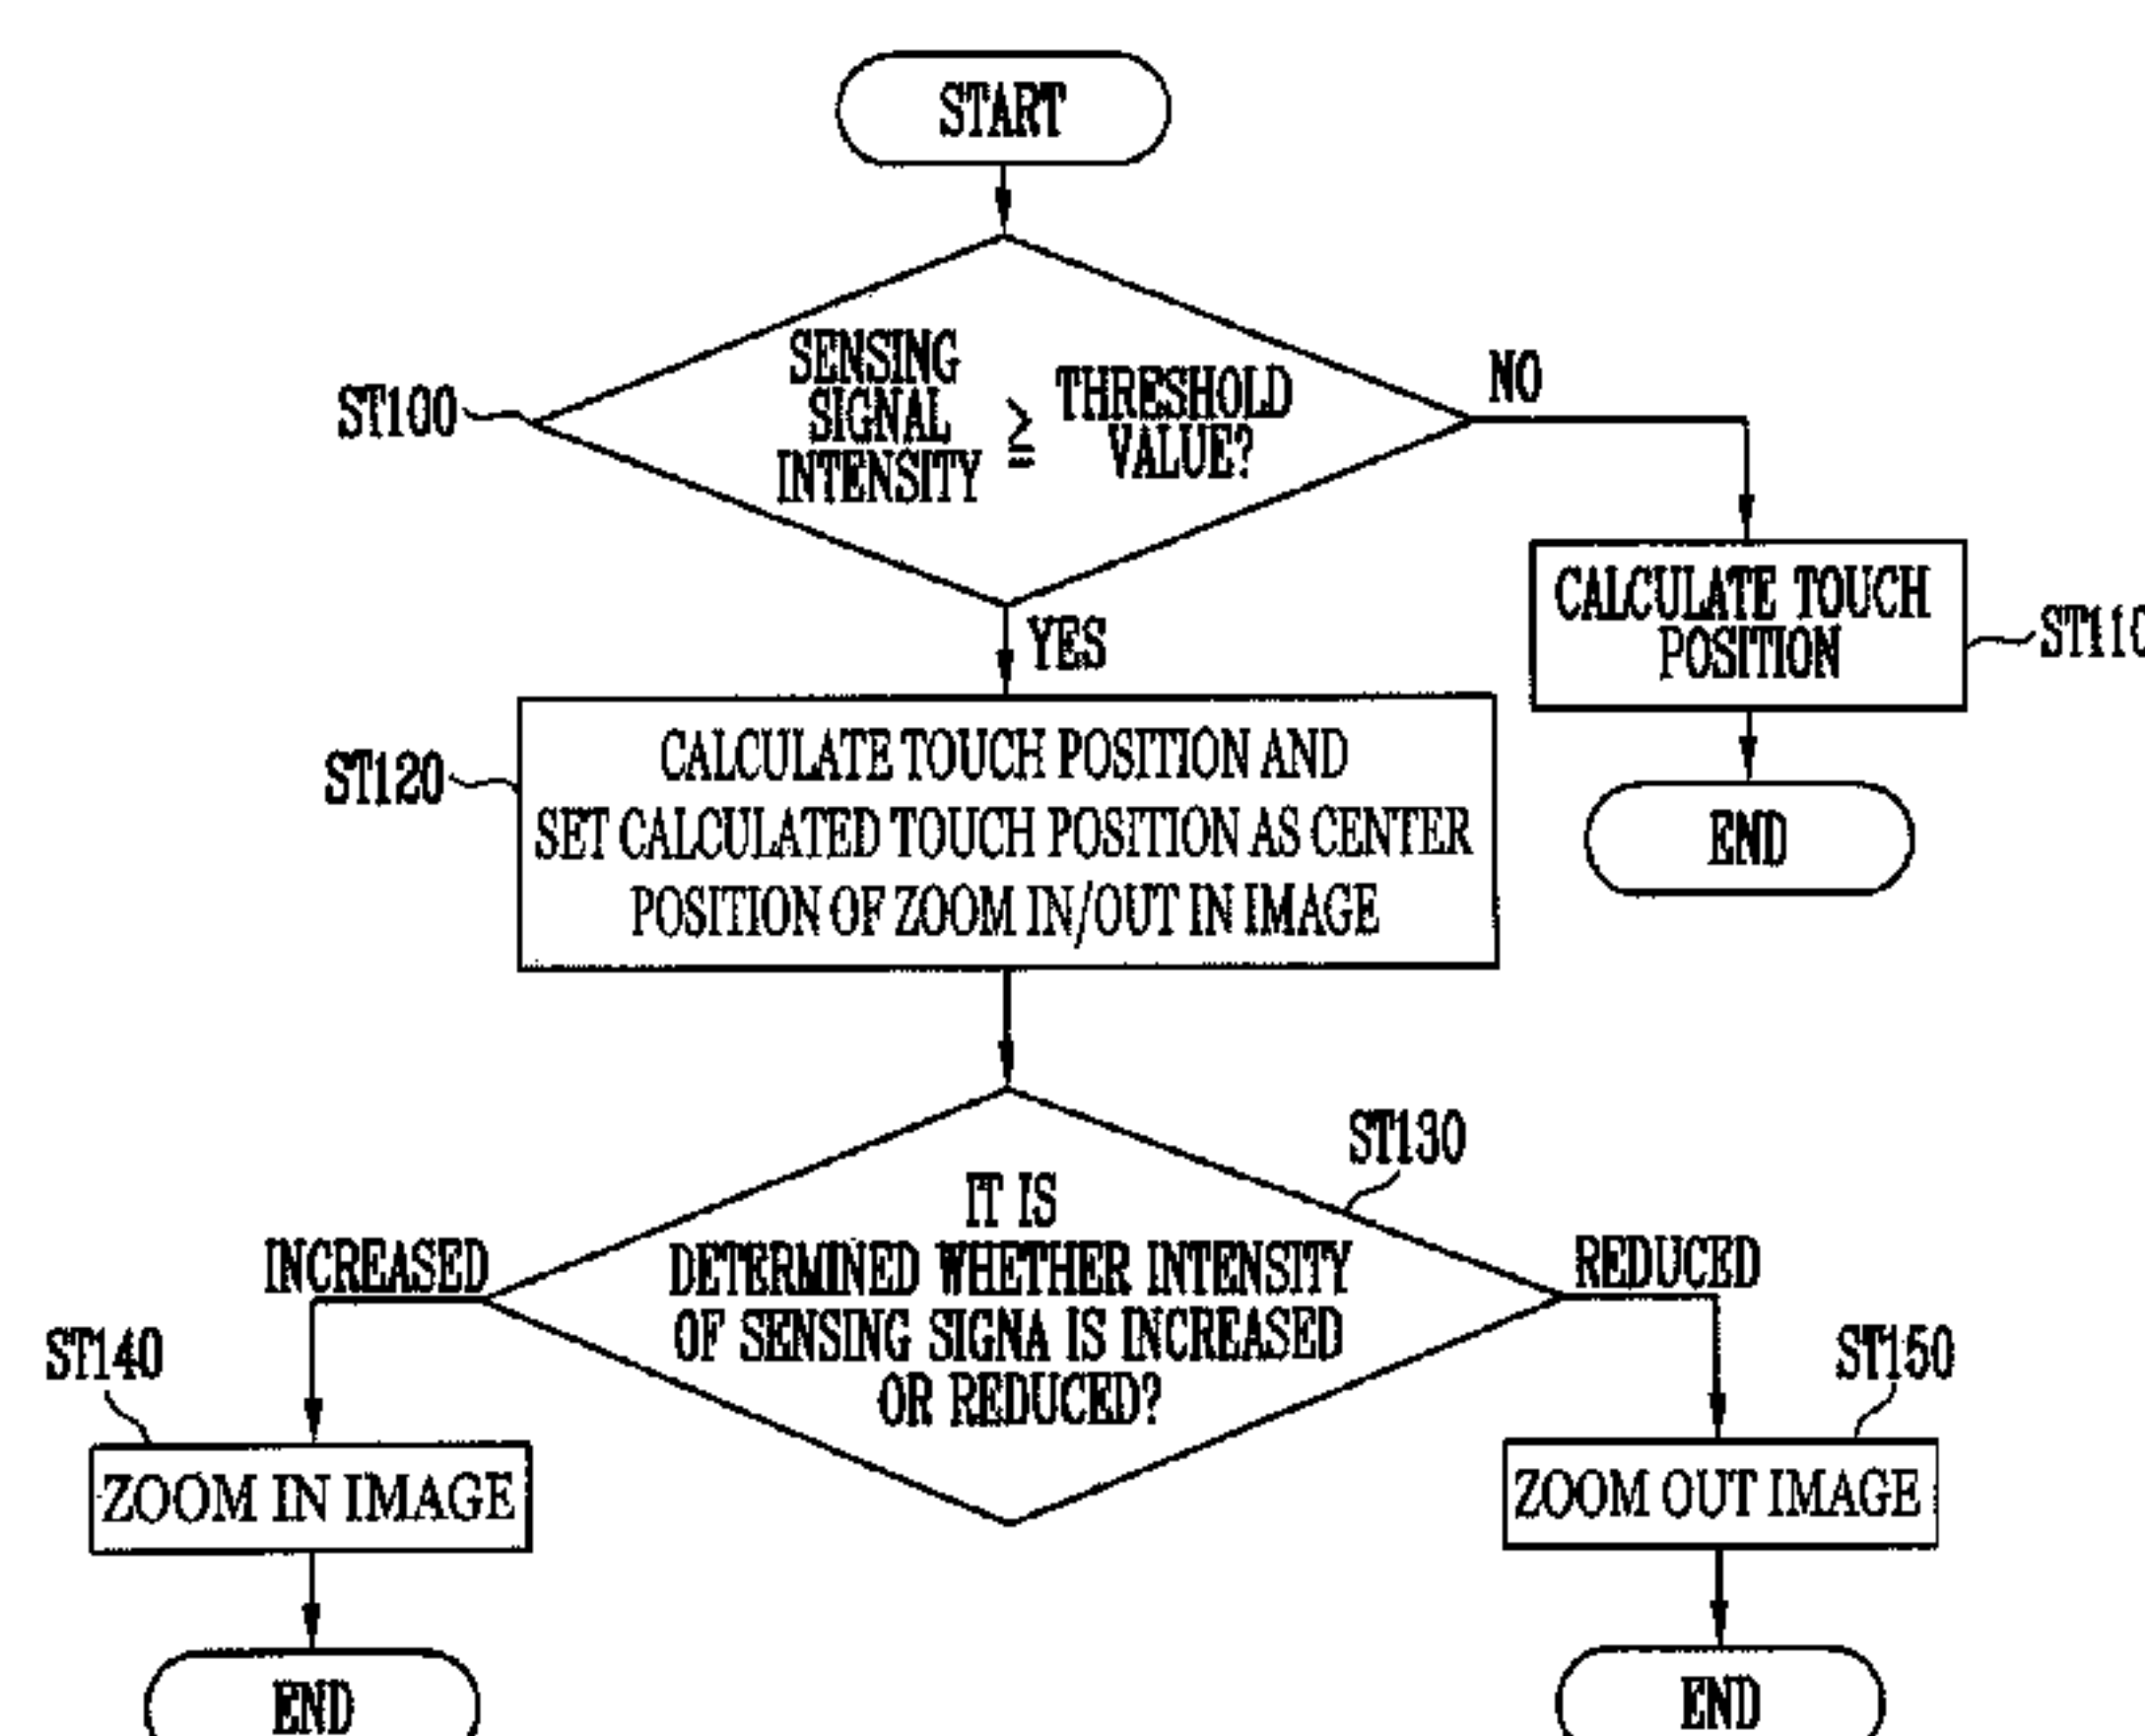 START
SENSING
SIGNAL
INTENSITY
≧
THRESHOLD
VALUE?
ST100
NO
YES
CALCULATE TOUCH
POSITION
ST110
END
ST120
CALCULATE TOUCH POSITION AND
SET CALCULATED TOUCH POSITION AS CENTER
POSITION OF ZOOM IN/OUT IN IMAGE
ST130
IT IS
DETERMINED WHETHER INTENSITY
OF SENSING SIGNA IS INCREASED
OR REDUCED?
INCREASED
REDUCED
ST140
ST150
ZOOM IN IMAGE
ZOOM OUT IMAGE
END
END